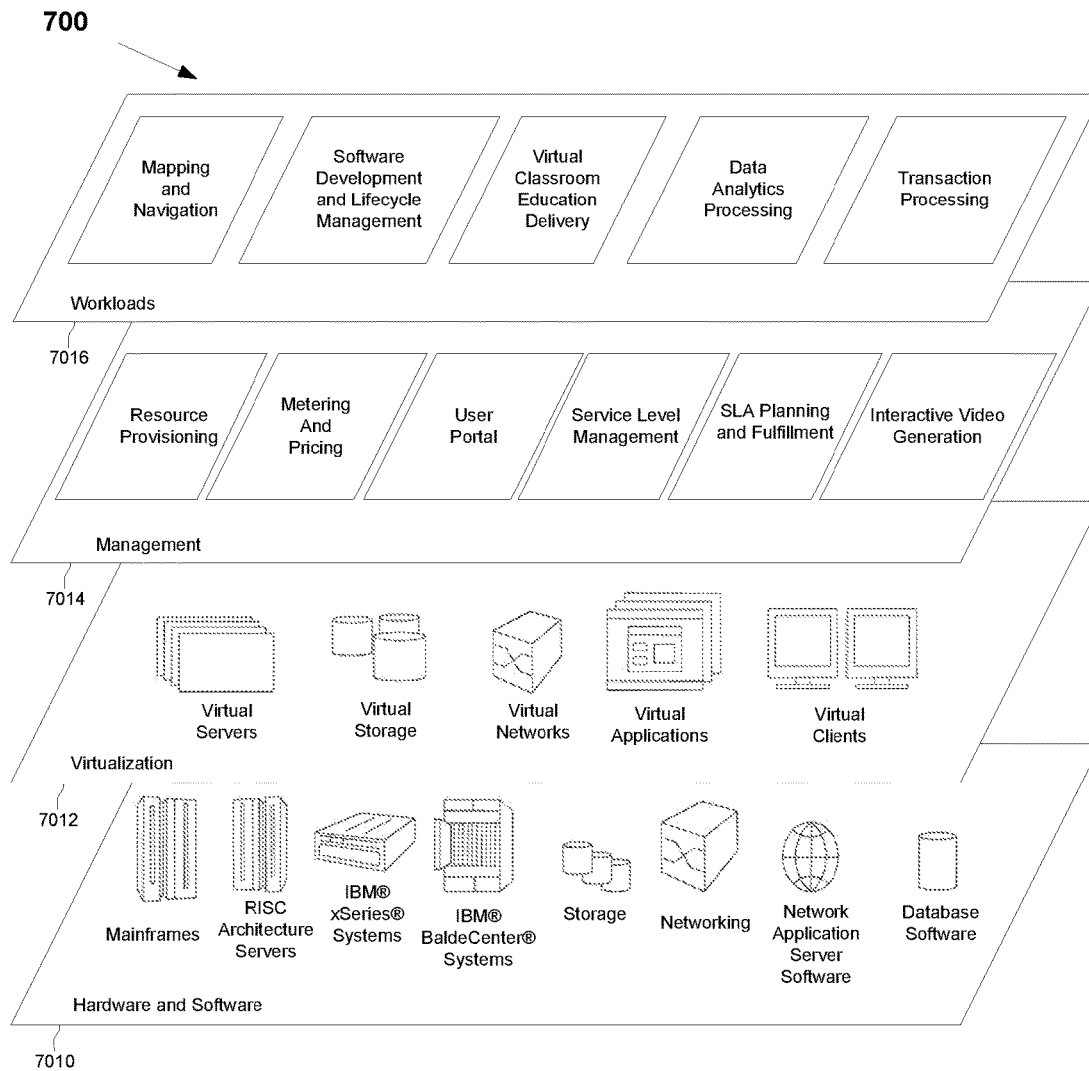 700
Mapping
and
Navigation
Software
Development
and Lifecycle
Management
Virtual
Classroom
Education
Delivery
Data
Analytics
Processing
Transaction
Processing
Workloads
7016
Resource
Provisioning
Metering
And
Pricing
User
Portal
Service Level
Management
SLA Planning
and Fulfillment
Interactive Video
Generation
Management
7014
Virtual
Servers
Virtual
Storage
Virtual
Networks
Virtual
Applications
Virtual
Clients
Virtualization
7012
Mainframes
RISC
Architecture
Servers
IBM®
xSeries®
Systems
IBM®
BaldeCenter®
Systems
Storage
Networking
Network
Application
Server
Software
Database
Software
Hardware and Software
7010